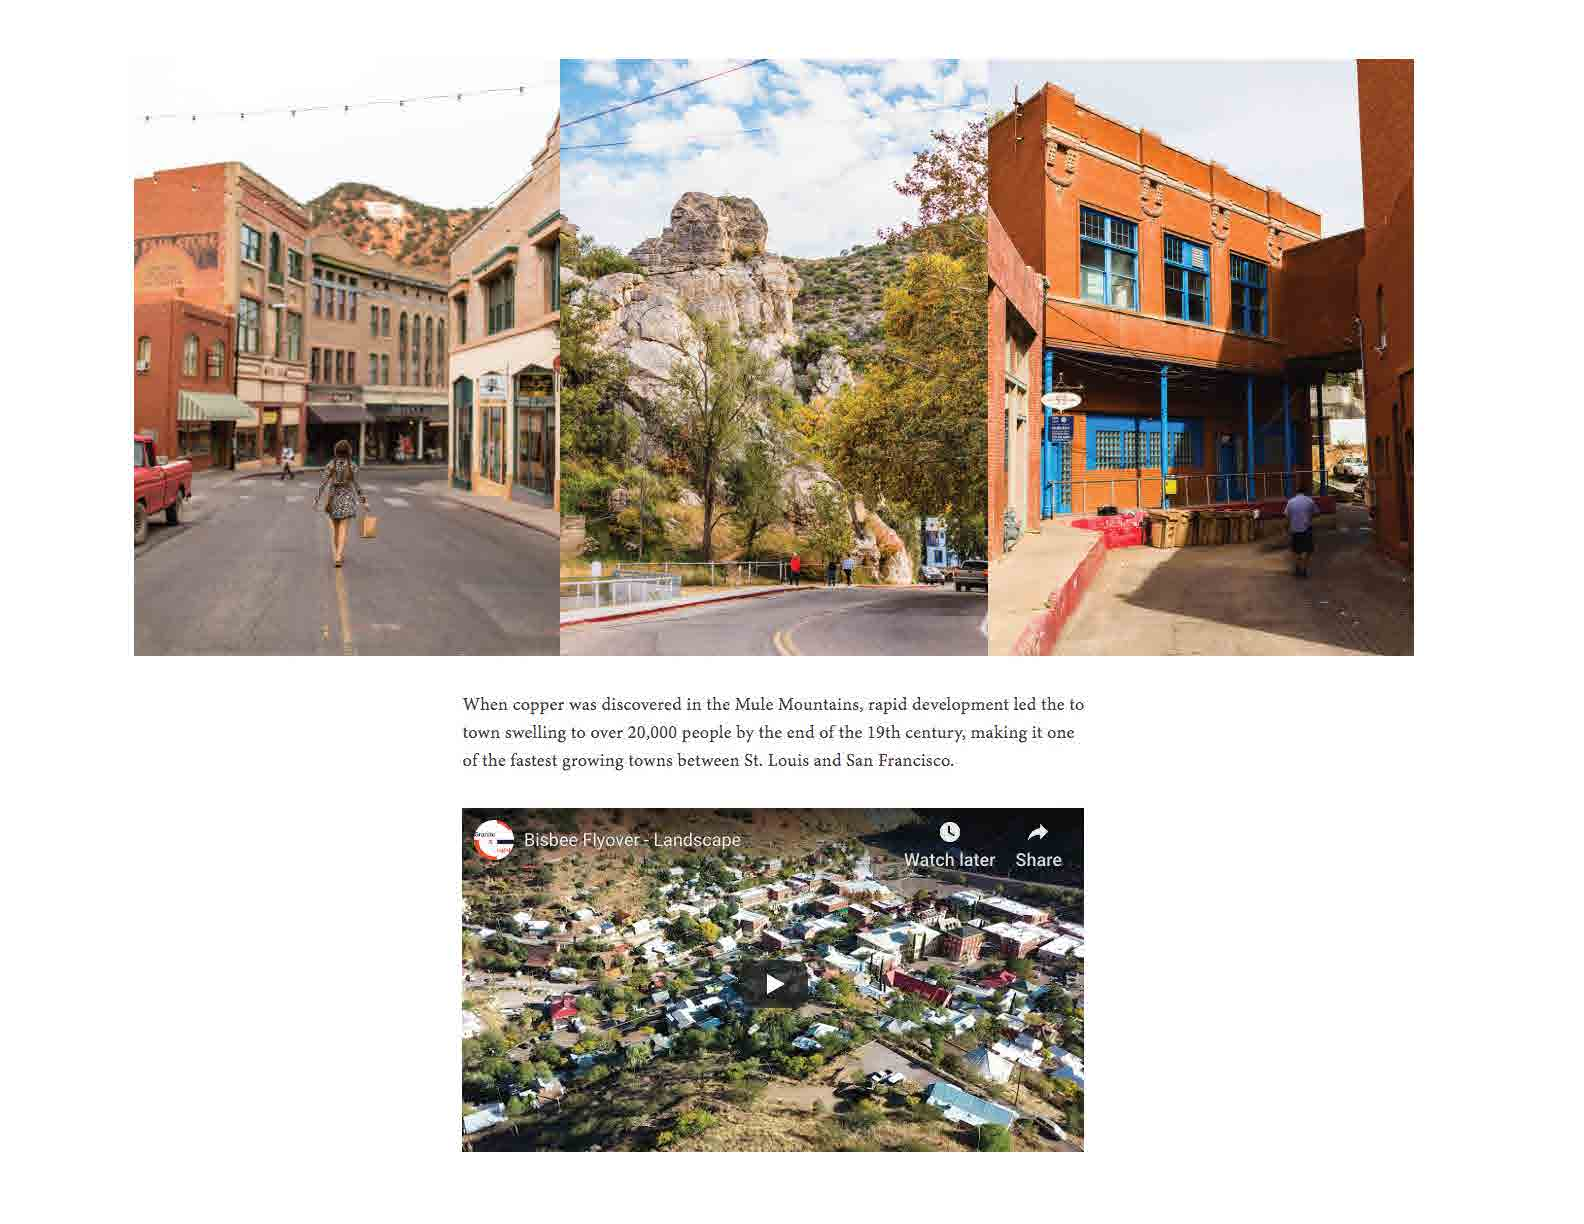 When copper was discovered in the Mule Mountains, rapid development led the to
town swelling to over 20,000 people by the end of the 19th century, making it one
of the fastest growing towns between St. Louis and San Francisco.
Bisbee Flyover - Landscape
Watch later
Share